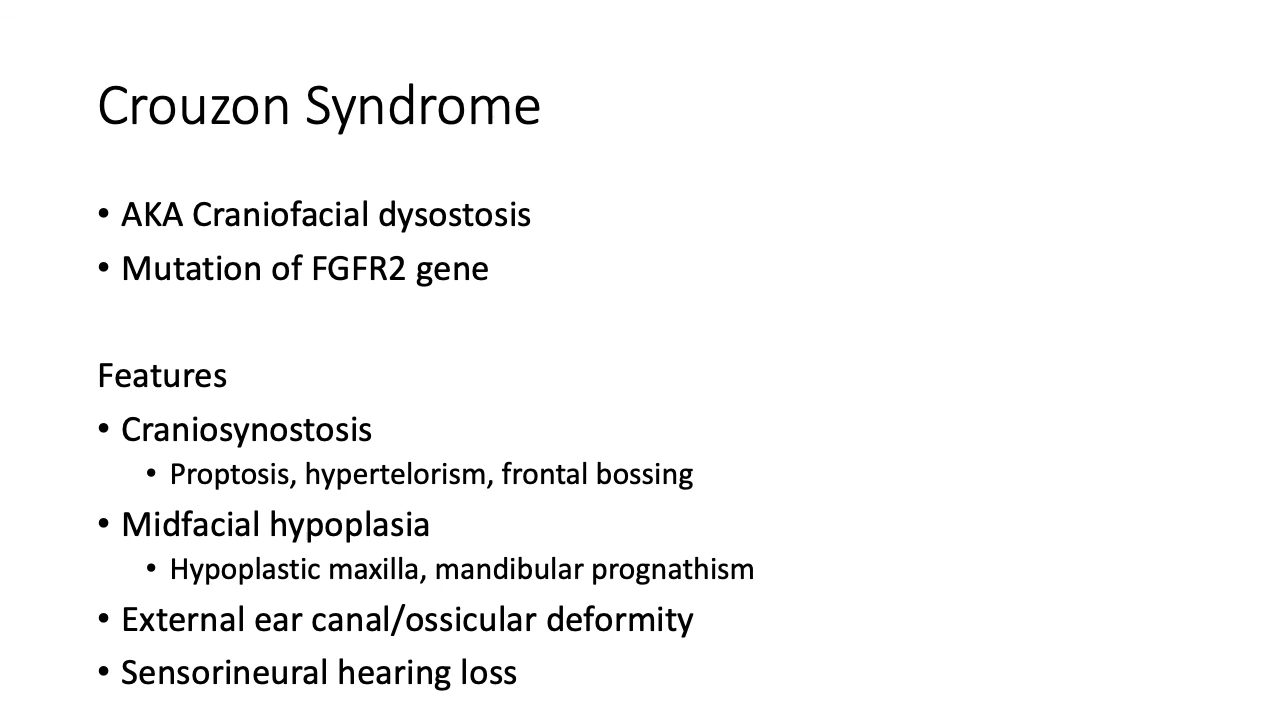 Crouzon Syndrome
• AKA Craniofacial dysostosis
• Mutation of FGFR2 gene
Features
• Craniosynostosis
• Proptosis, hypertelorism, frontal bossing
• Midfacial hypoplasia
• Hypoplastic maxilla, mandibular prognathism
• External ear canal/ossicular deformity
• Sensorineural hearing loss